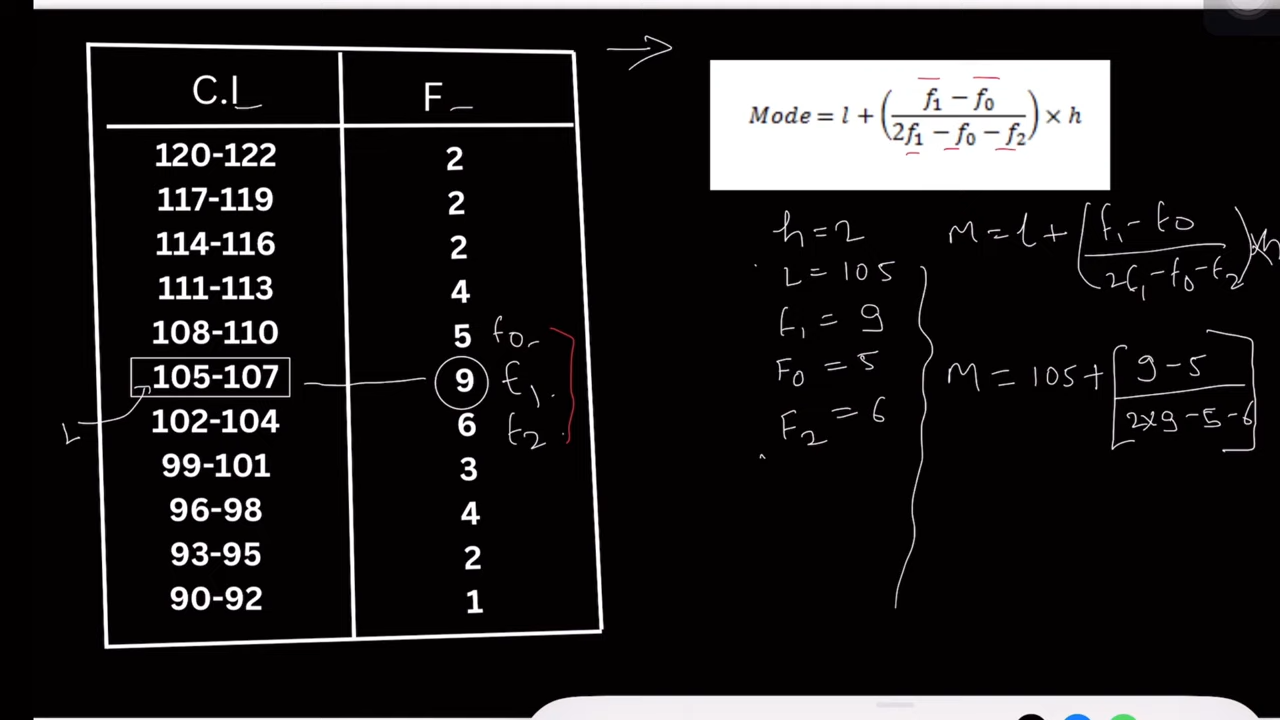 C.I F
120-122 2
117-119 2
114-116 2
111-113 4
108-110 5 f0
105-107 9 f1
L 102-104 6 f2
99-101 3
96-98 4
93-95 2
90-92 1
Mode = l + ( f1 − f0 / 2f1 − f0 − f2 ) × h
h = 2
L = 105
f1 = 9
F0 = 5
F2 = 6
M = l + ( f1 - f0 / 2f1 - f0 - f2 ) × h
M = 105 + [ 9 - 5 / 2×9 - 5 - 6 ]